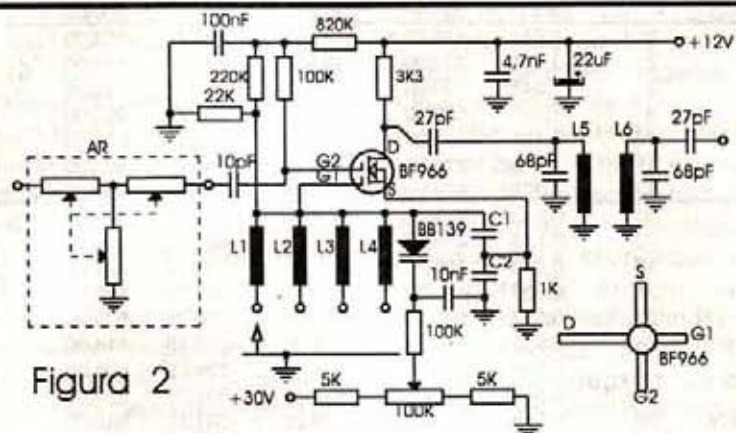 100nF
820K
+12V
220K
100K
3K3
4,7nF
22uF
+
22K
27pF
L5
L6
27pF
AR
10pF
G2
G1
D
S
BF966
68pF
68pF
L1
L2
L3
L4
BB139
C1
C2
10nF
1K
100K
S
D
G1
BF966
G2
Figura 2
+30V
5K
100K
5K